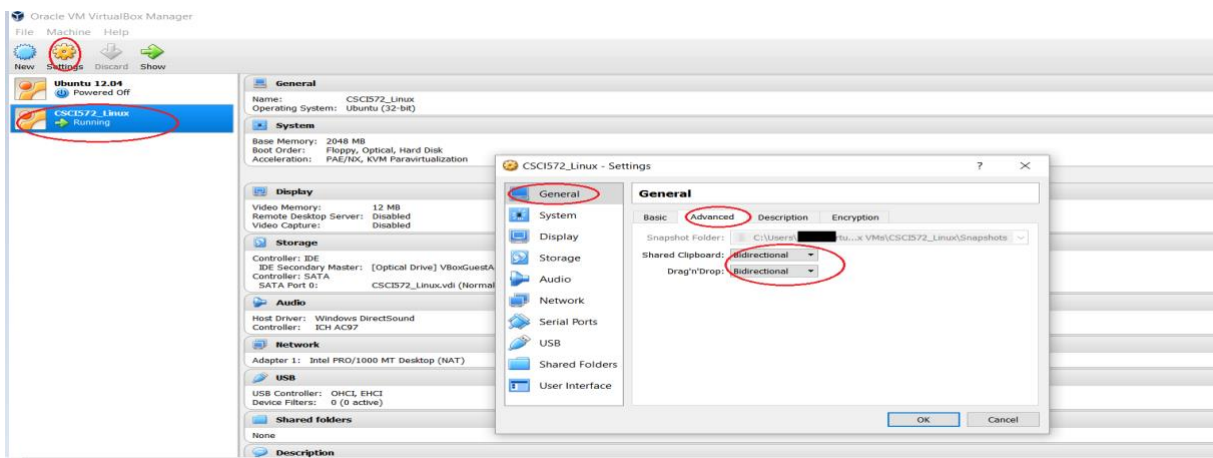 Oracle VM VirtualBox Manager
File Machine Help
New Settings Discard Show
Ubuntu 12.04
Powered Off
CSCI572_Linux
Running
General
Name: CSCI572_Linux
Operating System: Ubuntu (32-bit)
System
Base Memory: 2048 MB
Boot Order: Floppy, Optical, Hard Disk
Acceleration: PAE/NX, KVM Paravirtualization
Display
Video Memory: 12 MB
Remote Desktop Server: Disabled
Video Capture: Disabled
Storage
Controller: IDE
IDE Secondary Master: [Optical Drive] VBoxGuestA
Controller: SATA
SATA Port 0: CSCI572_Linux.vdi (Normal
Audio
Host Driver: Windows DirectSound
Controller: ICH AC97
Network
Adapter 1: Intel PRO/1000 MT Desktop (NAT)
USB
USB Controller: OHCI, EHCI
Device Filters: 0 (0 active)
Shared folders
None
Description
CSCI572_Linux - Settings ? ×
General
System
Display
Storage
Audio
Network
Serial Ports
USB
Shared Folders
User Interface
General
Basic Advanced Description Encryption
Snapshot Folder: C:\Users\ rtu...x VMs\CSCI572_Linux\Snapshots
Shared Clipboard: Bidirectional
Drag'n'Drop: Bidirectional
OK Cancel